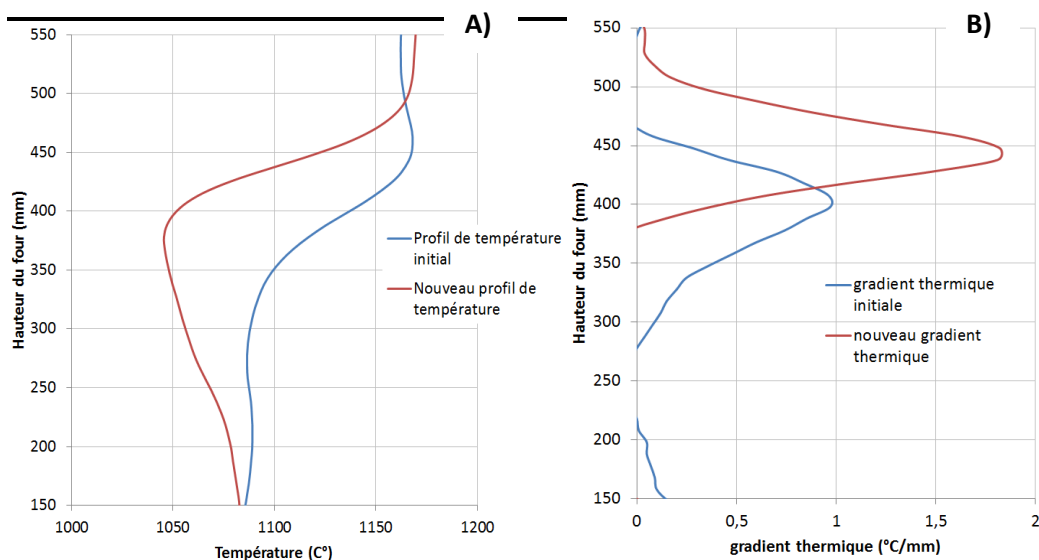 A)
550
500
450
400
350
300
250
200
150
1000
1050
1100
1150
1200
Hauteur du four (mm)
Température (C°)
Profil de température
initial
Nouveau profil de
température
B)
550
500
450
400
350
300
250
200
150
0
0,5
1
1,5
2
Hauteur du four (mm)
gradient thermique (°C/mm)
gradient thermique
initiale
nouveau gradient
thermique